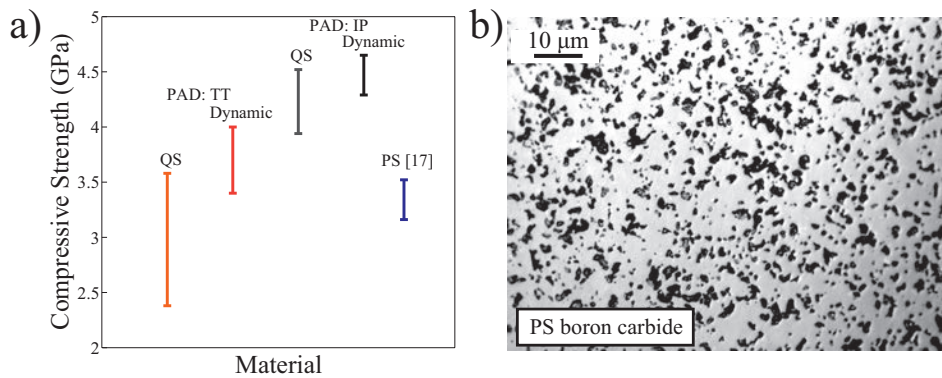 a)
Compressive Strength (GPa)
5
4.5
4
3.5
3
2.5
2
PAD: IP
Dynamic
QS
PAD: TT
Dynamic
QS
PS [17]
Material
b)
10 μm
PS boron carbide